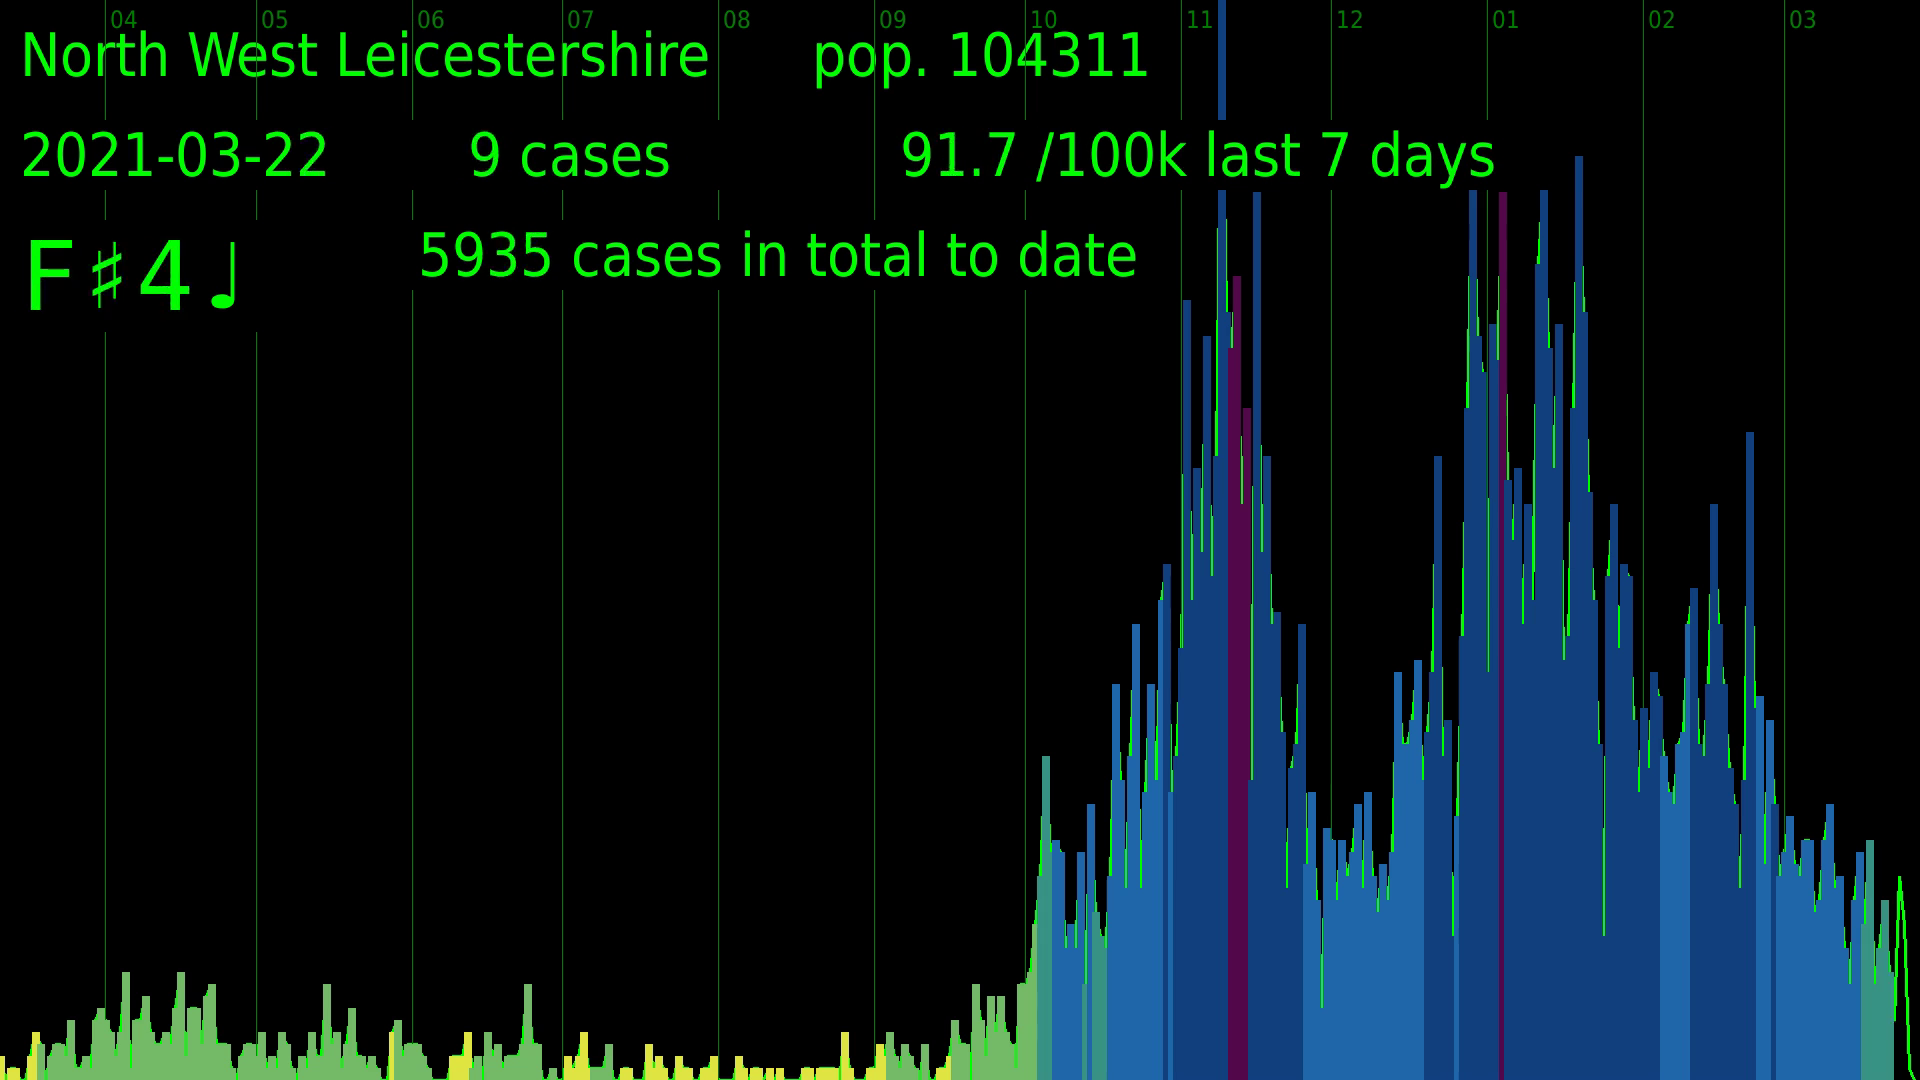 04 05 06 07 08 09 10 11 12 01 02 03
North West Leicestershire pop. 104311
2021-03-22 9 cases 91.7 /100k last 7 days
F♯4♩ 5935 cases in total to date